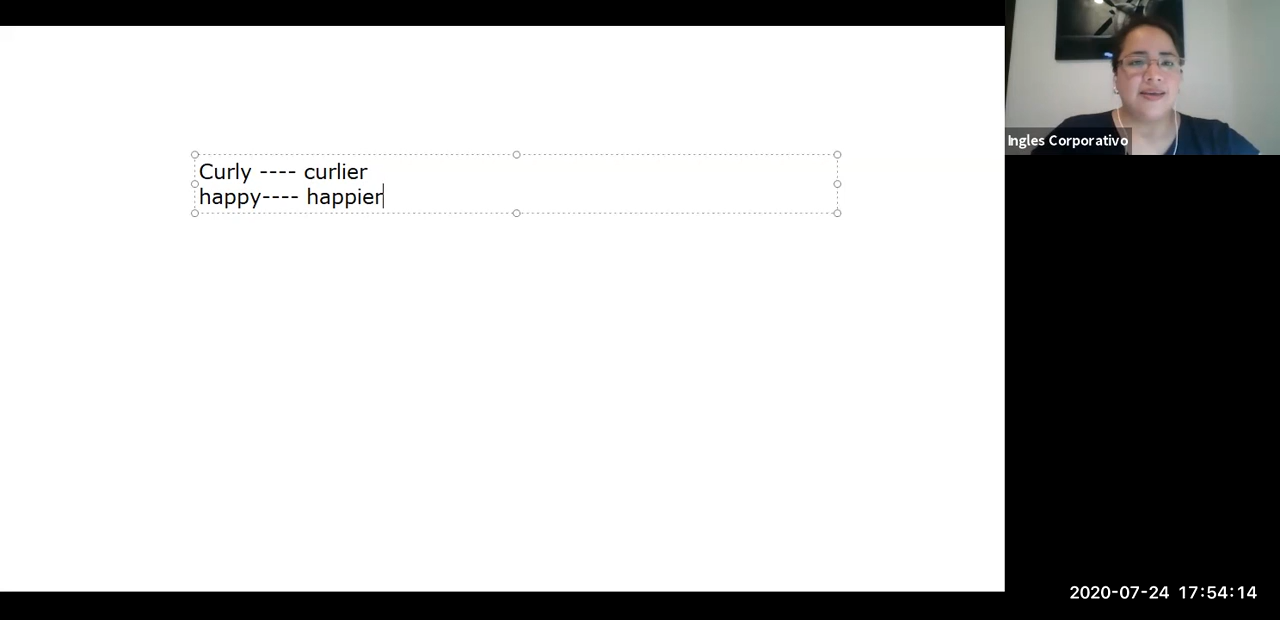 Curly ---- curlier
happy---- happier
Ingles Corporativo
2020-07-24 17:54:14